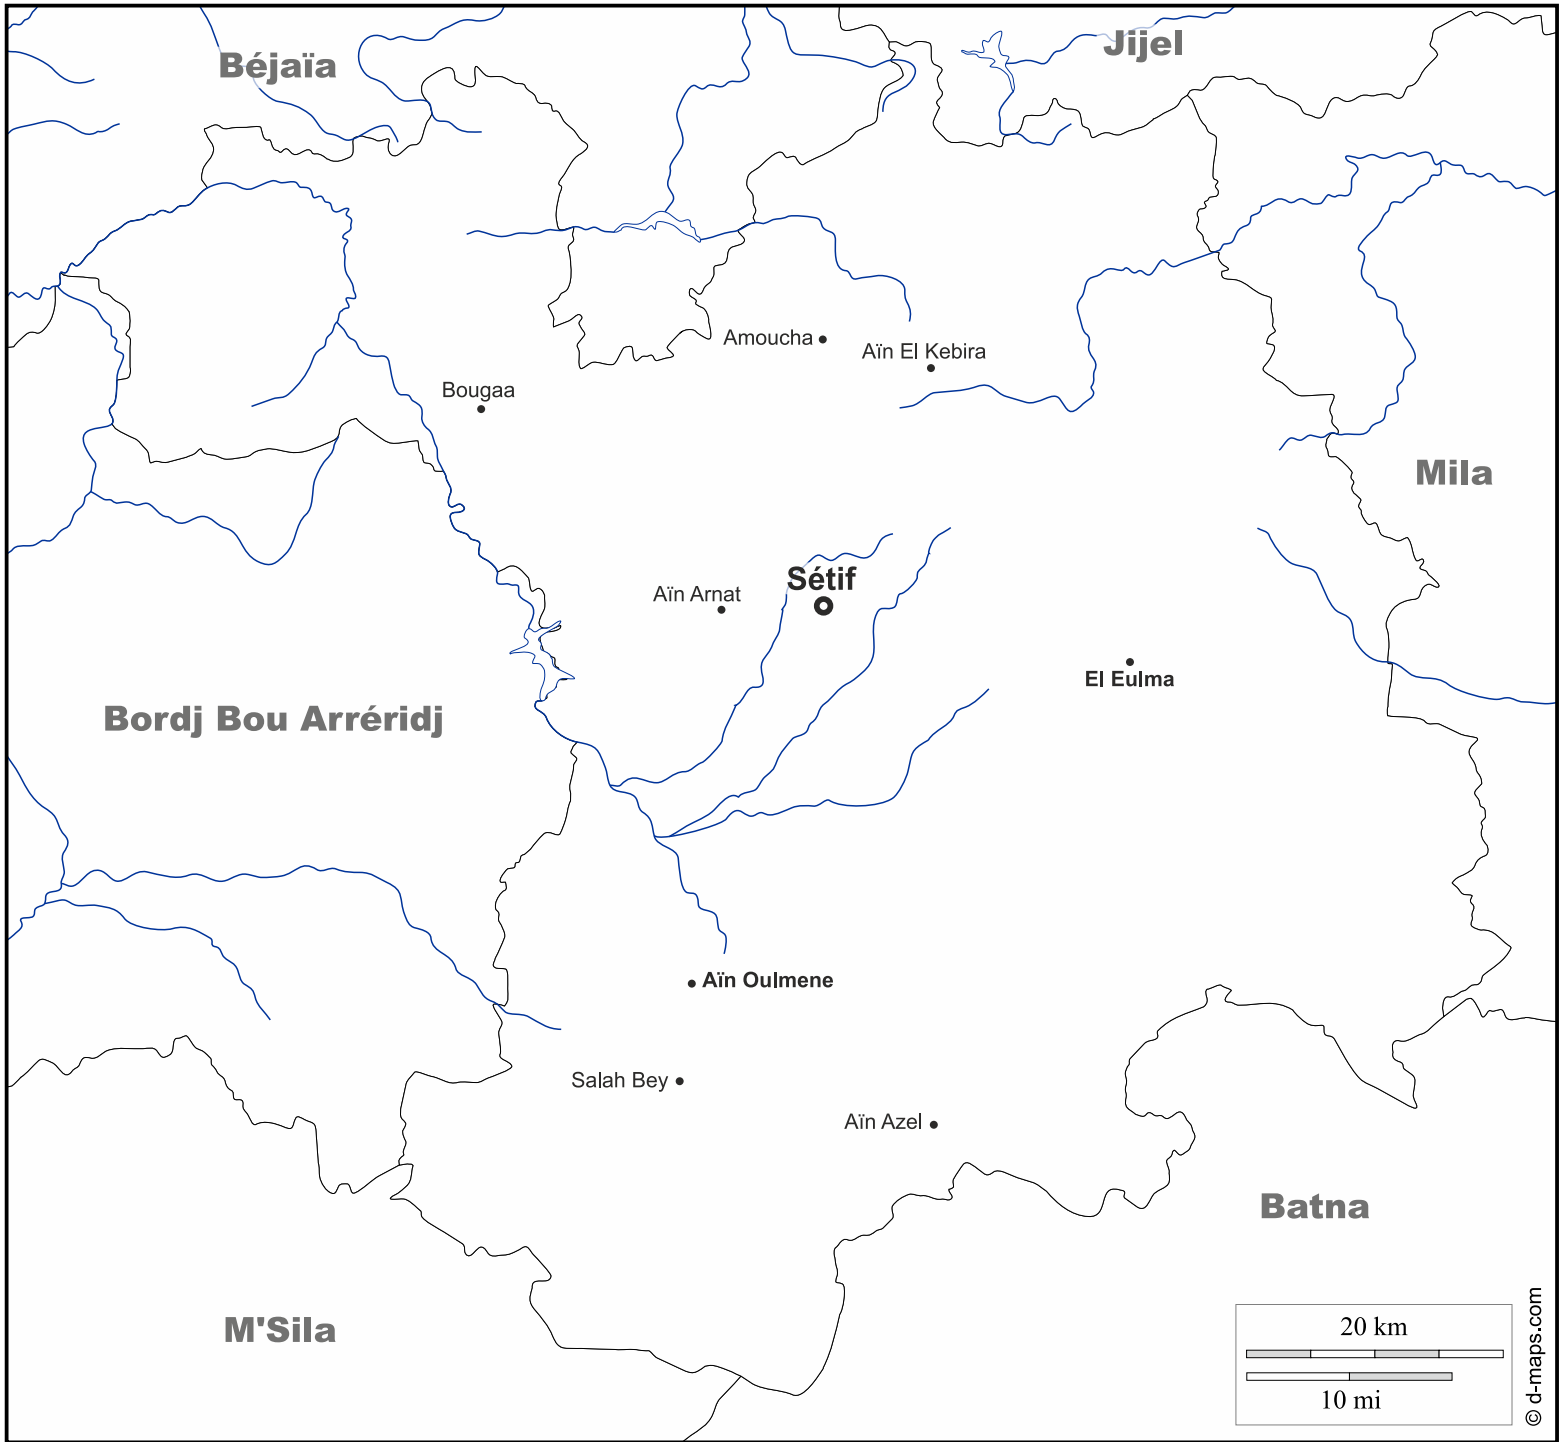 Béjaïa
Jijel
Amoucha
Aïn El Kebira
Bougaa
Mila
Sétif
Aïn Arnat
El Eulma
Bordj Bou Arréridj
Aïn Oulmene
Salah Bey
Aïn Azel
Batna
M'Sila
20 km
10 mi
© d-maps.com